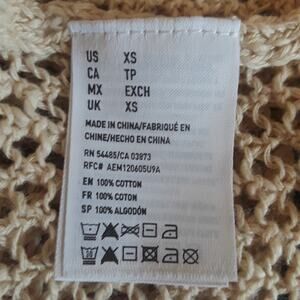 US XS
CA TP
MX EXCH
UK XS
MADE IN CHINA/FABRIQUÉ EN
CHINE/HECHO EN CHINA
RN 54485/CA 03873
RFC# AEM120605U9A
EN 100% COTTON
FR 100% COTON
SP 100% ALGODÓN